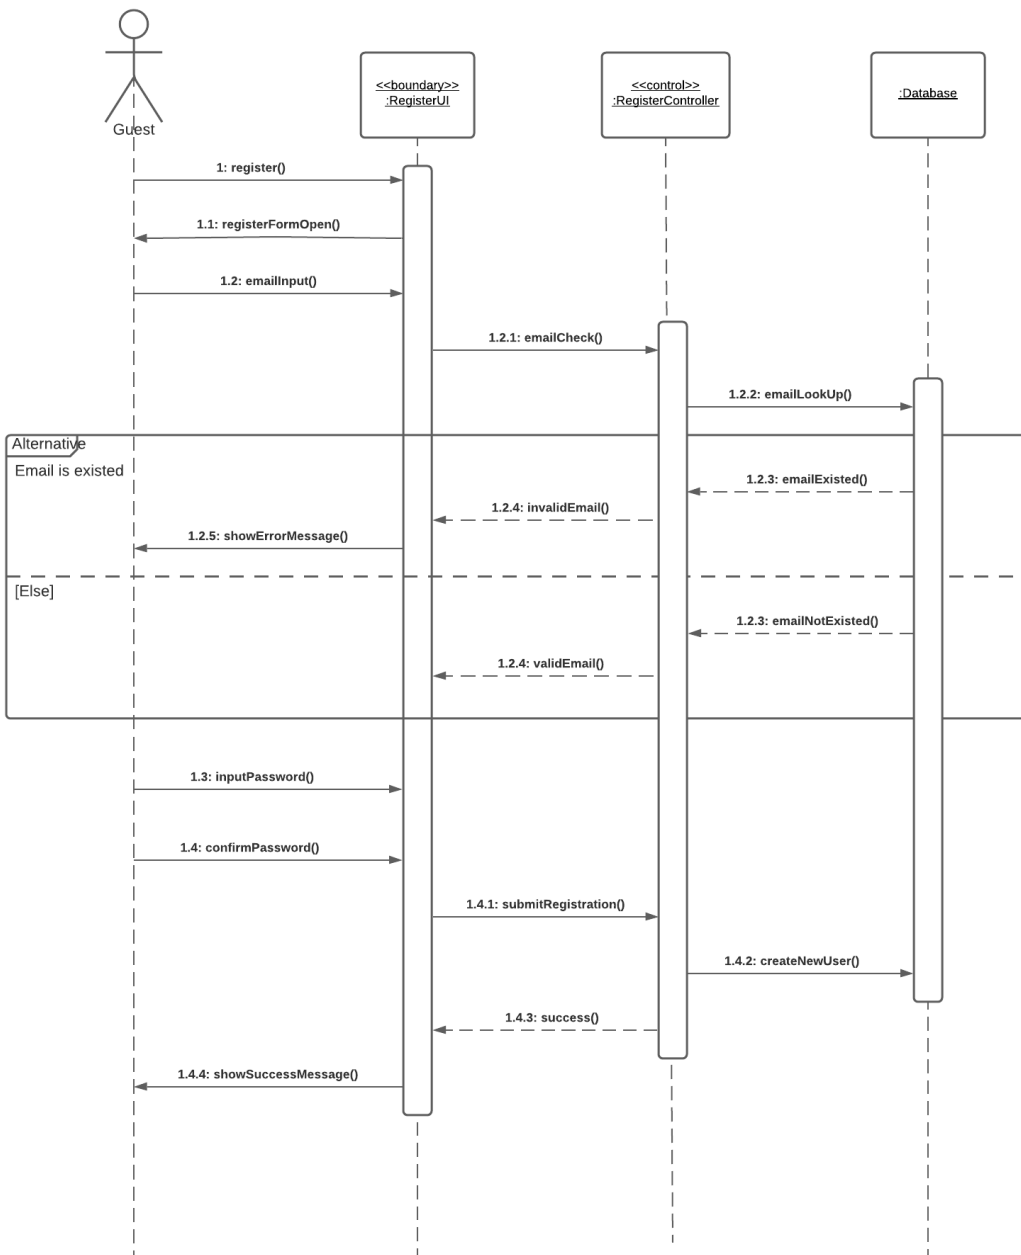 <<boundary>>
:RegisterUI
<<control>>
:RegisterController
:Database
Guest
1: register()
1.1: registerFormOpen()
1.2: emailInput()
1.2.1: emailCheck()
1.2.2: emailLookUp()
Alternative
Email is existed
1.2.3: emailExisted()
1.2.4: invalidEmail()
1.2.5: showErrorMessage()
[Else]
1.2.3: emailNotExisted()
1.2.4: validEmail()
1.3: inputPassword()
1.4: confirmPassword()
1.4.1: submitRegistration()
1.4.2: createNewUser()
1.4.3: success()
1.4.4: showSuccessMessage()